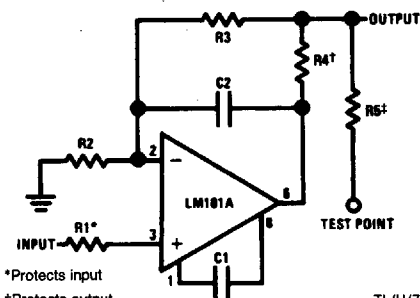 R3
OUTPUT
R4†
C2
R5‡
R2
2
LM101A
6
TEST POINT
R1*
INPUT
3
8
1
C1
*Protects input